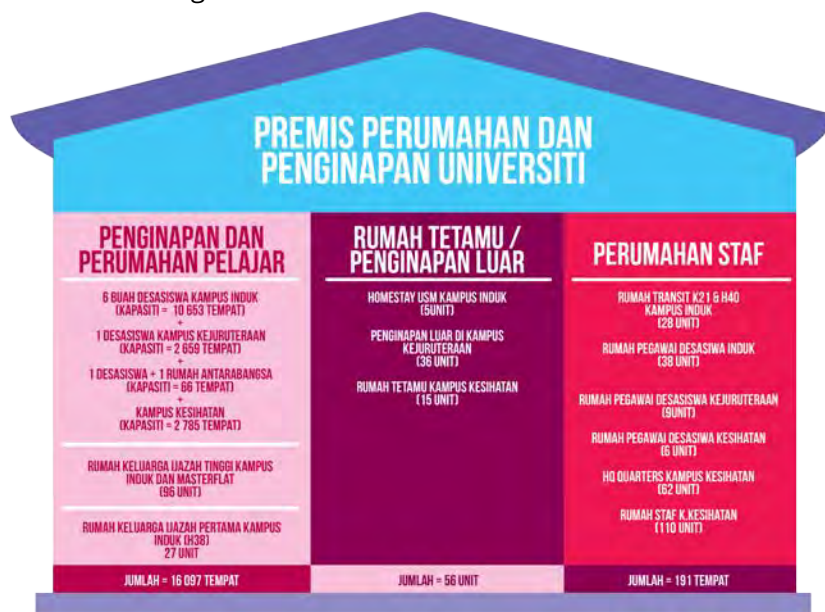 PREMIS PERUMAHAN DAN
PENGINAPAN UNIVERSITI
PENGINAPAN DAN
PERUMAHAN PELAJAR
6 BUAH DESASISWA KAMPUS INDUK
(KAPASITI = 10 653 TEMPAT)
+
1 DESASISWA KAMPUS KEJURUTERAAN
(KAPASITI = 2 659 TEMPAT)
+
1 DESASISWA + 1 RUMAH ANTARABANGSA
(KAPASITI = 66 TEMPAT)
+
KAMPUS KESIHATAN
(KAPASITI = 2 785 TEMPAT)
RUMAH KELUARGA IJAZAH TINGGI KAMPUS
INDUK DAN MASTERFLAT
(96 UNIT)
RUMAH KELUARGA IJAZAH PERTAMA KAMPUS
INDUK (H38)
27 UNIT
JUMLAH = 16 097 TEMPAT
RUMAH TETAMU /
PENGINAPAN LUAR
HOMESTAY USM KAMPUS INDUK
(5UNIT)
PENGINAPAN LUAR DI KAMPUS
KEJURUTERAAN
(36 UNIT)
RUMAH TETAMU KAMPUS KESIHATAN
(15 UNIT)
JUMLAH = 56 UNIT
PERUMAHAN STAF
RUMAH TRANSIT K21 & H40
KAMPUS INDUK
(28 UNIT)
RUMAH PEGAWAI DESASIWA INDUK
(38 UNIT)
RUMAH PEGAWAI DESASISWA KEJURUTERAAN
(9UNIT)
RUMAH PEGAWAI DESASIWA KESIHATAN
(6 UNIT)
HQ QUARTERS KAMPUS KESIHATAN
(62 UNIT)
RUMAH STAF K.KESIHATAN
(110 UNIT)
JUMLAH = 191 TEMPAT